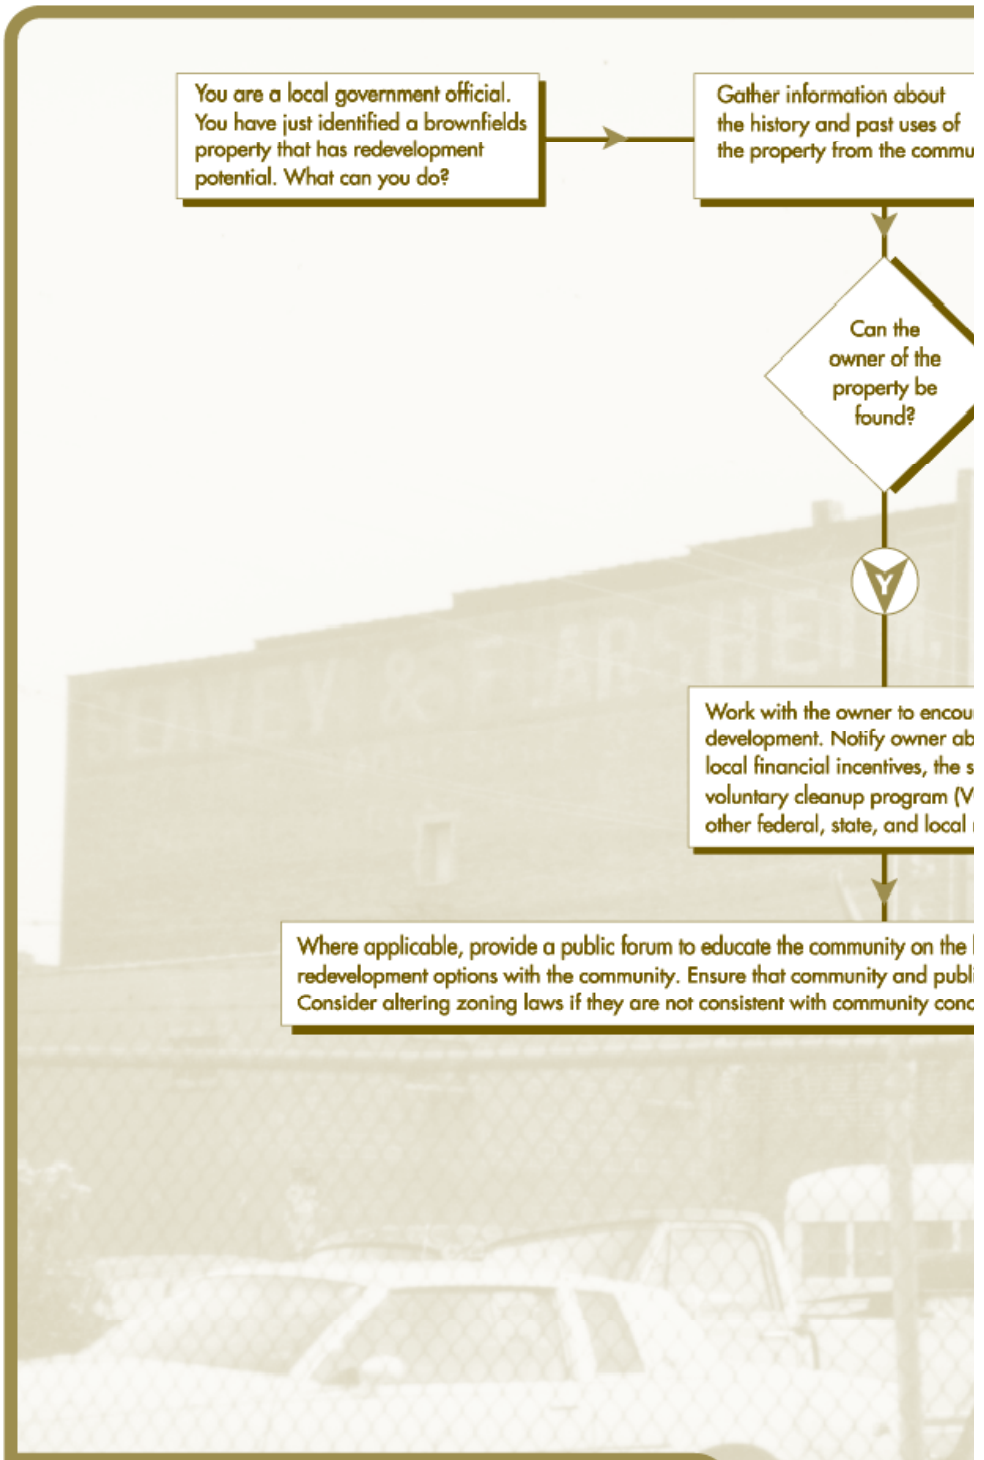 You are a local government official.
You have just identified a brownfields
property that has redevelopment
potential. What can you do?
Gather information about
the history and past uses of
the property from the commu
Can the
owner of the
property be
found?
Y
Work with the owner to encou
development. Notify owner ab
local financial incentives, the s
voluntary cleanup program (V
other federal, state, and local
Where applicable, provide a public forum to educate the community on the
redevelopment options with the community. Ensure that community and publi
Consider altering zoning laws if they are not consistent with community conc